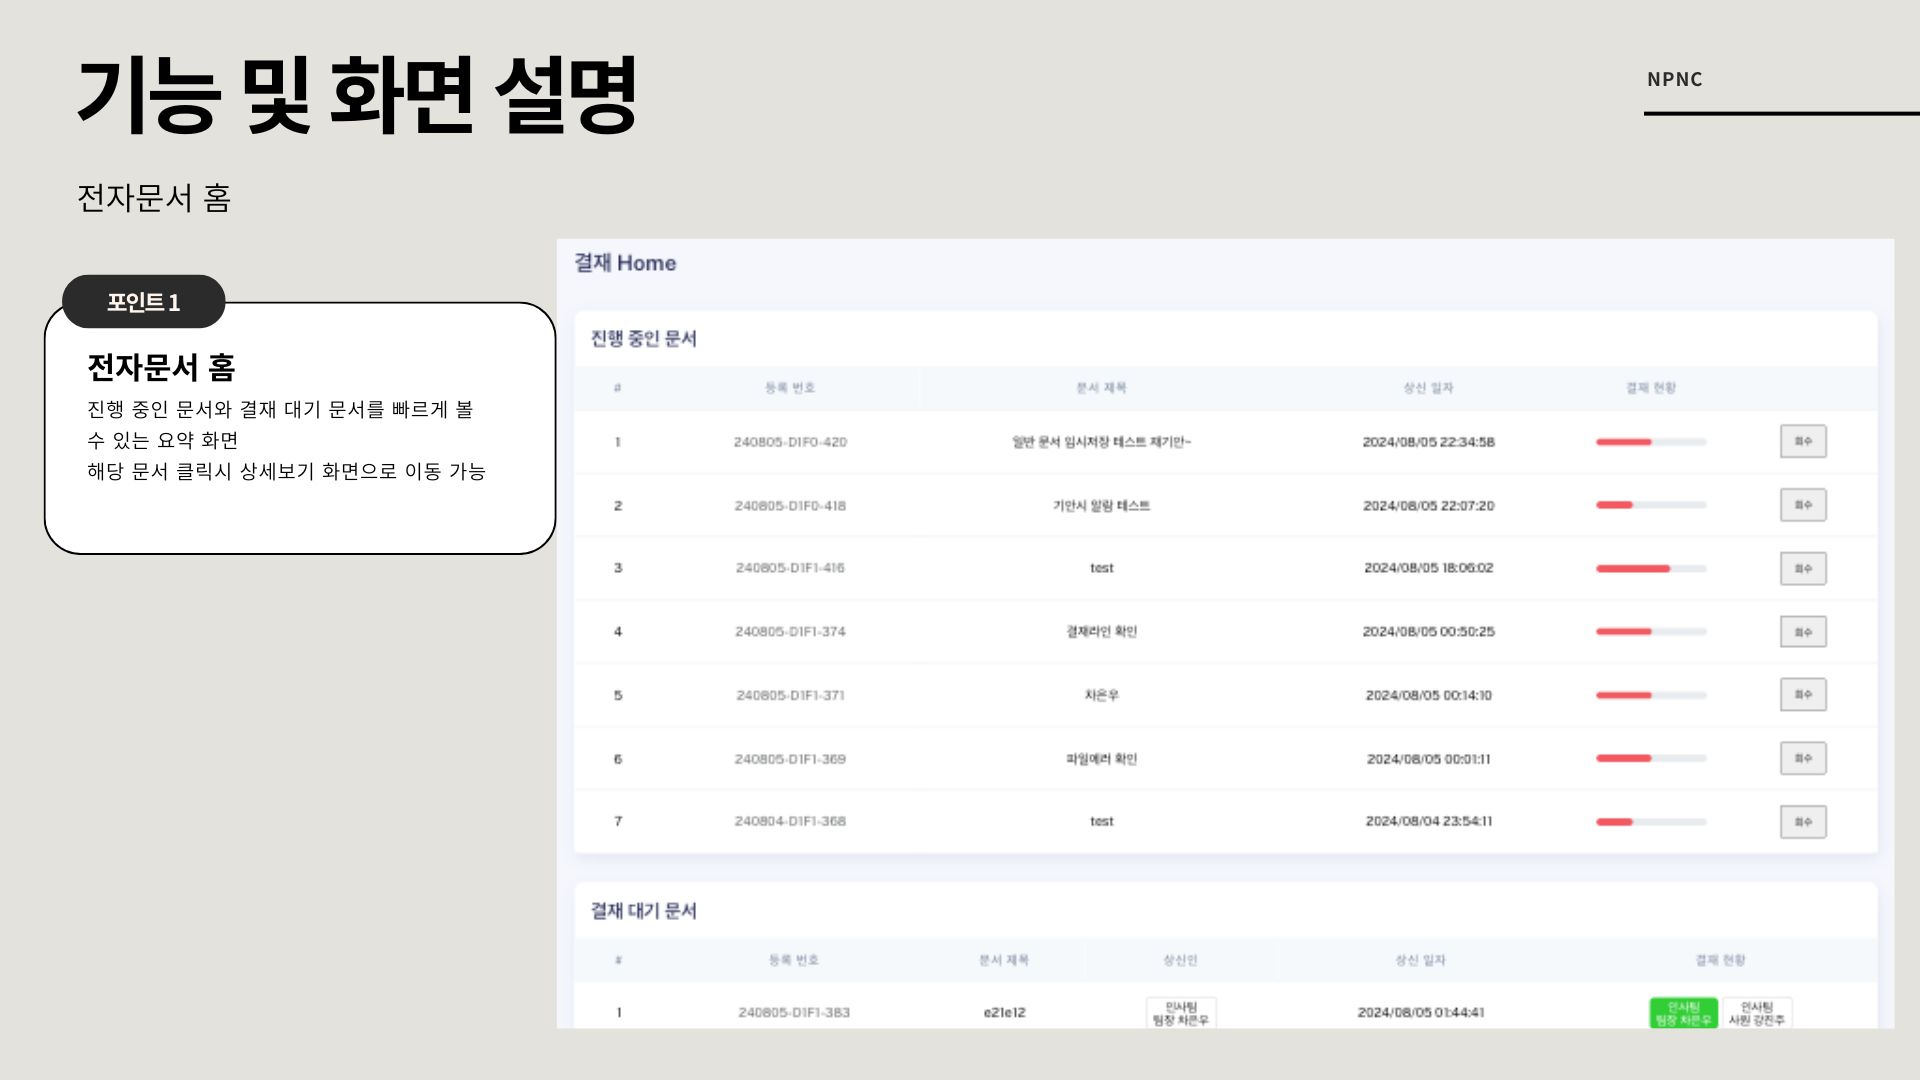 기능 및 화면 설명
NPNC
전자문서 홈
포인트 1
전자문서 홈
진행 중인 문서와 결재 대기 문서를 빠르게 볼
수 있는 요약 화면
해당 문서 클릭시 상세보기 화면으로 이동 가능
결재 Home
진행 중인 문서
# 등록 번호 문서 제목 상신 일자 결재 현황
1 240805-D1F0-420 일반 문서 임시저장 테스트 재기안~ 2024/08/05 22:34:58 회수
2 240805-D1F0-418 기안시 알람 테스트 2024/08/05 22:07:20 회수
3 240805-D1F1-416 test 2024/08/05 18:06:02 회수
4 240805-D1F1-374 결재라인 확인 2024/08/05 00:50:25 회수
5 240805-D1F1-371 차은우 2024/08/05 00:14:10 회수
6 240805-D1F1-369 파일에러 확인 2024/08/05 00:01:11 회수
7 240804-D1F1-368 test 2024/08/04 23:54:11 회수
결재 대기 문서
# 등록 번호 문서 제목 상신인 상신 일자 결재 현황
1 240805-D1F1-383 e21e12 인사팀 팀장 차은우 2024/08/05 01:44:41 인사팀 팀장 차은우 인사팀 사원 강진주